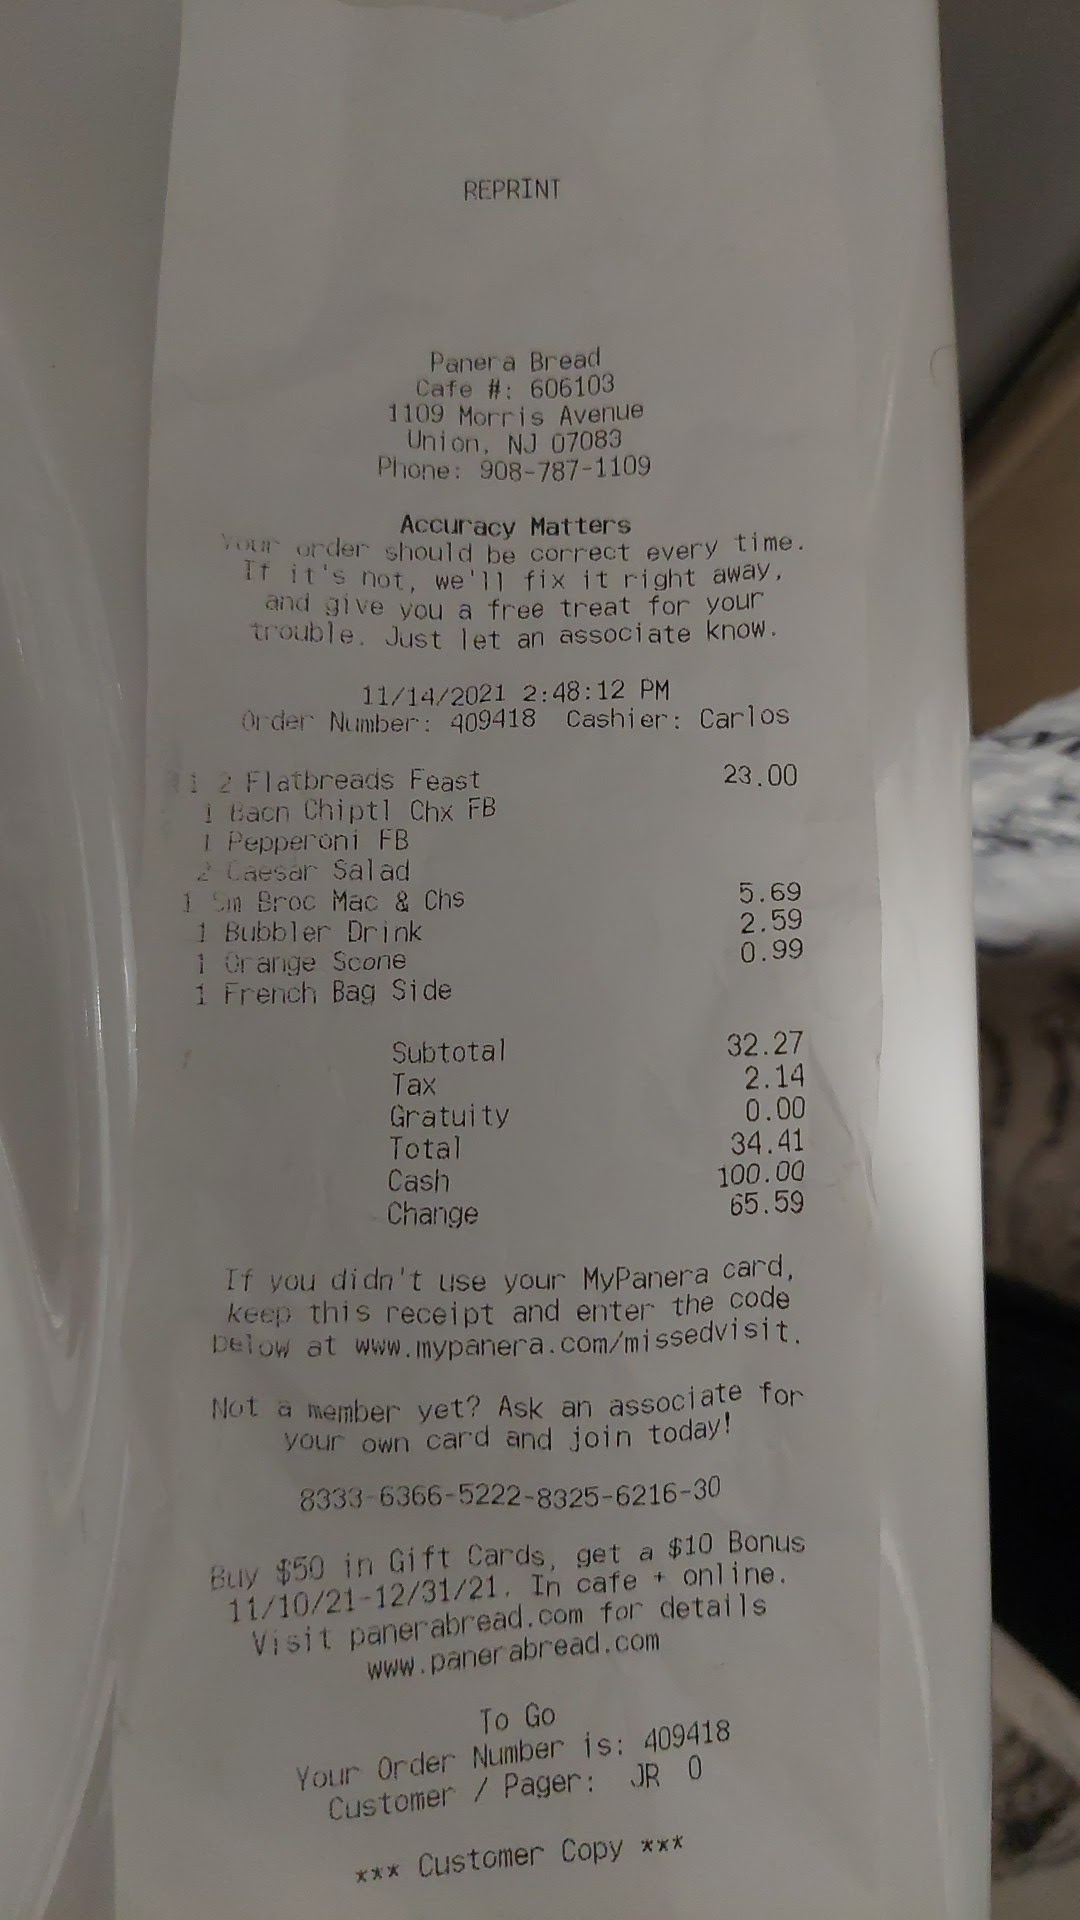 REPRINT
Panera Bread
Cafe #: 606103
1109 Morris Avenue
Union, NJ 07083
Phone: 908-787-1109
Accuracy Matters
Your order should be correct every time.
If it's not, we'll fix it right away,
and give you a free treat for your
trouble. Just let an associate know.
11/14/2021 2:48:12 PM
Order Number: 409418 Cashier: Carlos
1 2 Flatbreads Feast 23.00
1 Bacn Chiptl Chx FB
1 Pepperoni FB
2 Caesar Salad
1 Sm Broc Mac & Chs 5.69
1 Bubbler Drink 2.59
1 Orange Scone 0.99
1 French Bag Side
Subtotal 32.27
Tax 2.14
Gratuity 0.00
Total 34.41
Cash 100.00
Change 65.59
If you didn't use your MyPanera card,
keep this receipt and enter the code
below at www.mypanera.com/missedvisit.
Not a member yet? Ask an associate for
your own card and join today!
8333-6366-5222-8325-6216-30
Buy $50 in Gift Cards, get a $10 Bonus
11/10/21-12/31/21. In cafe + online.
Visit panerabread.com for details
www.panerabread.com
To Go
Your Order Number is: 409418
Customer / Pager: JR 0
*** Customer Copy ***